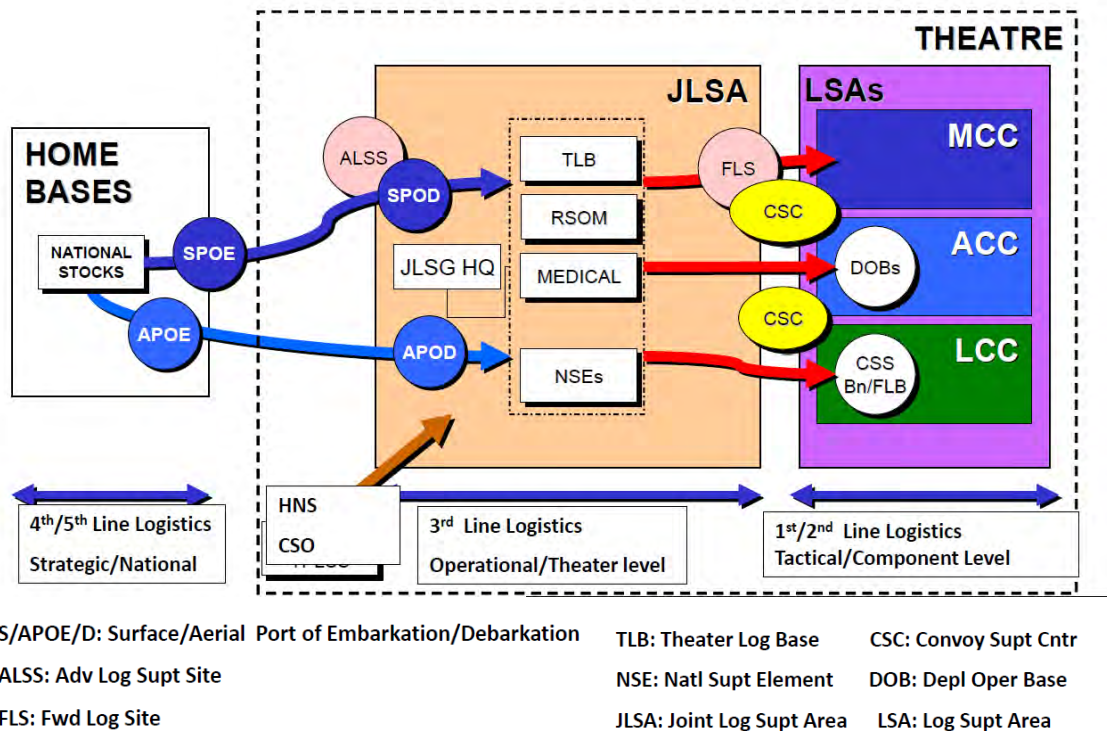 THEATRE
JLSA
LSAs
HOME
BASES
NATIONAL
STOCKS
SPOE
APOE
ALSS
SPOD
APOD
JLSG HQ
TLB
RSOM
MEDICAL
NSEs
FLS
CSC
CSC
MCC
ACC
DOBs
LCC
CSS
Bn/FLB
4th/5th Line Logistics
Strategic/National
HNS
CSO
3rd Line Logistics
Operational/Theater level
1st/2nd Line Logistics
Tactical/Component Level
S/APOE/D: Surface/Aerial Port of Embarkation/Debarkation
ALSS: Adv Log Supt Site
FLS: Fwd Log Site
TLB: Theater Log Base CSC: Convoy Supt Cntr
NSE: Natl Supt Element DOB: Depl Oper Base
JLSA: Joint Log Supt Area LSA: Log Supt Area